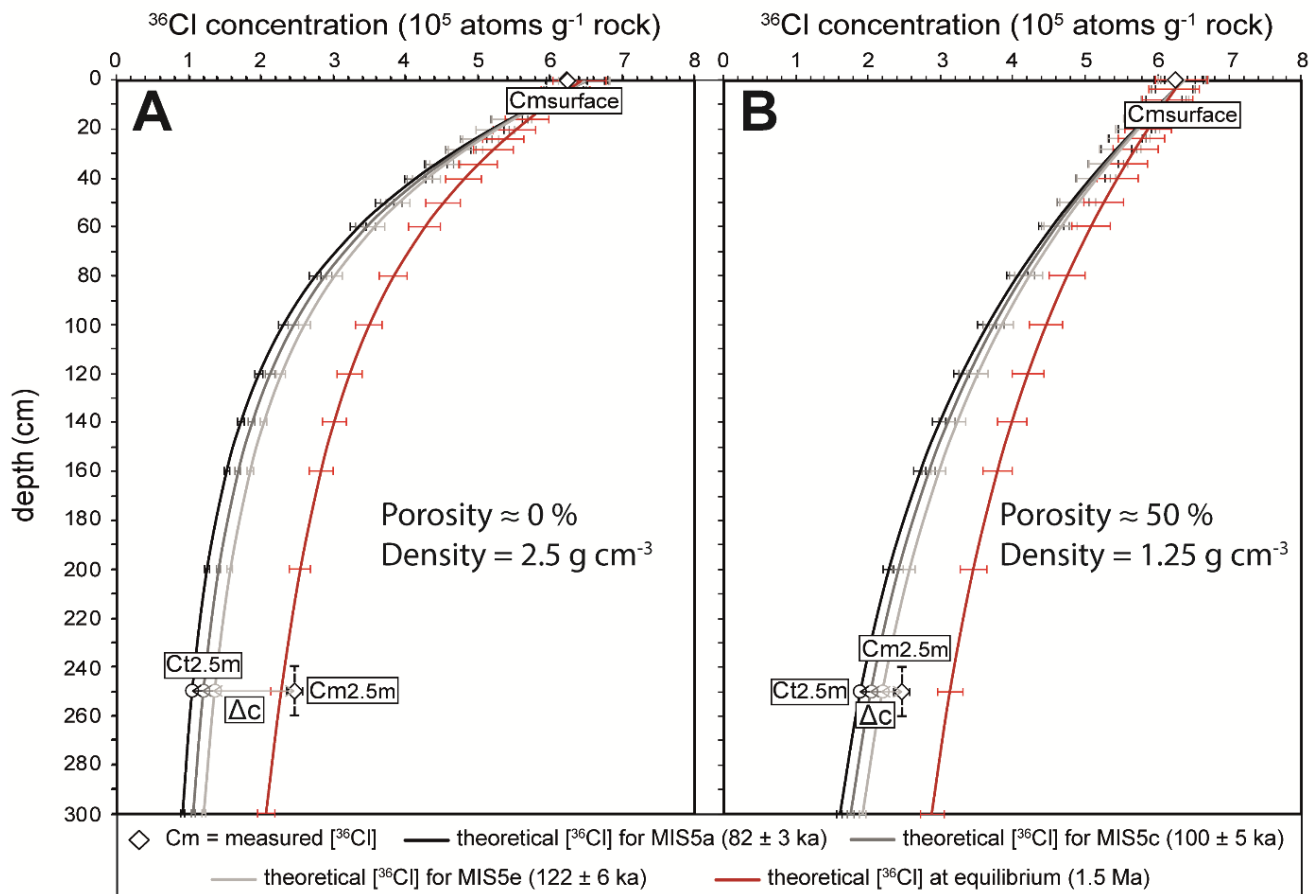 ³⁶Cl concentration (10⁵ atoms g⁻¹ rock)
³⁶Cl concentration (10⁵ atoms g⁻¹ rock)
0 1 2 3 4 5 6 7 8
0 1 2 3 4 5 6 7 8
A
B
Cmsurface
Cmsurface
depth (cm)
0
20
40
60
80
100
120
140
160
180
200
220
240
260
280
300
Porosity ≈ 0 %
Density = 2.5 g cm⁻³
Porosity ≈ 50 %
Density = 1.25 g cm⁻³
Ct2.5m
Cm2.5m
Δc
Cm2.5m
Ct2.5m
Δc
Cm = measured [³⁶Cl] theoretical [³⁶Cl] for MIS5a (82 ± 3 ka) theoretical [³⁶Cl] for MIS5c (100 ± 5 ka)
theoretical [³⁶Cl] for MIS5e (122 ± 6 ka) theoretical [³⁶Cl] at equilibrium (1.5 Ma)